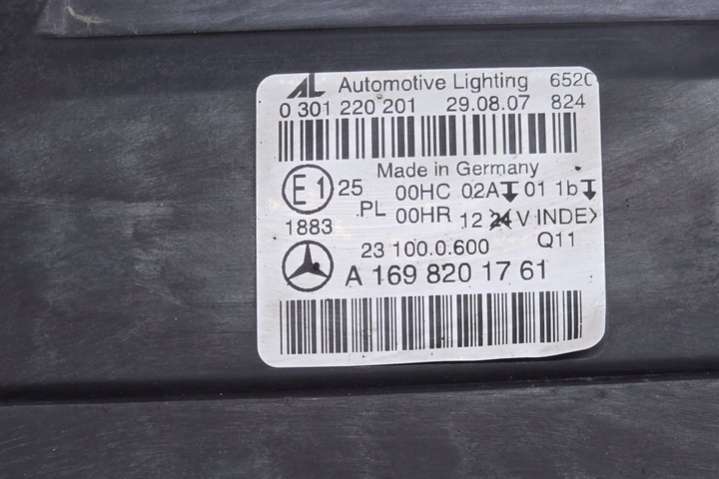 AL Automotive Lighting 6520
0 301 220 201 29.08.07 824
Made in Germany
E1 25 00HC 02A 01 1b
PL 00HR 12 24 V INDEX
1883 Q11
23 100.0.600
A 169 820 17 61